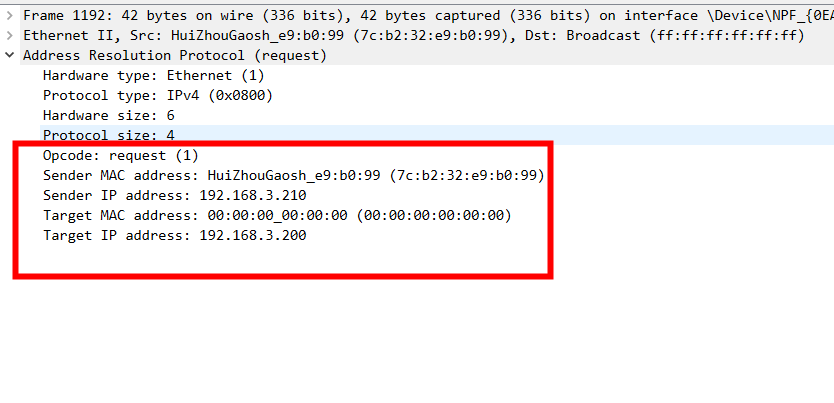 Frame 1192: 42 bytes on wire (336 bits), 42 bytes captured (336 bits) on interface \Device\NPF_{0EA
Ethernet II, Src: HuiZhouGaosh_e9:b0:99 (7c:b2:32:e9:b0:99), Dst: Broadcast (ff:ff:ff:ff:ff:ff)
Address Resolution Protocol (request)
Hardware type: Ethernet (1)
Protocol type: IPv4 (0x0800)
Hardware size: 6
Protocol size: 4
Opcode: request (1)
Sender MAC address: HuiZhouGaosh_e9:b0:99 (7c:b2:32:e9:b0:99)
Sender IP address: 192.168.3.210
Target MAC address: 00:00:00_00:00:00 (00:00:00:00:00:00)
Target IP address: 192.168.3.200